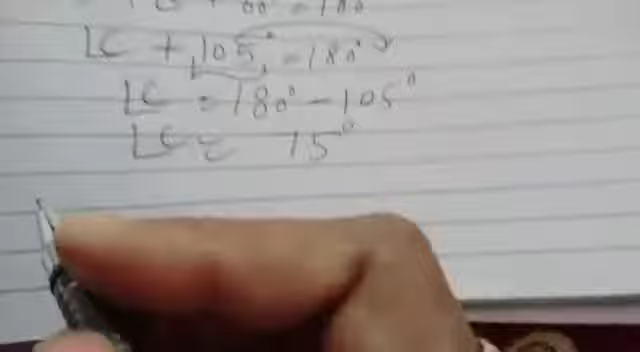 ∠C + 105° = 180°
∠C = 180° - 105°
∠C = 75°